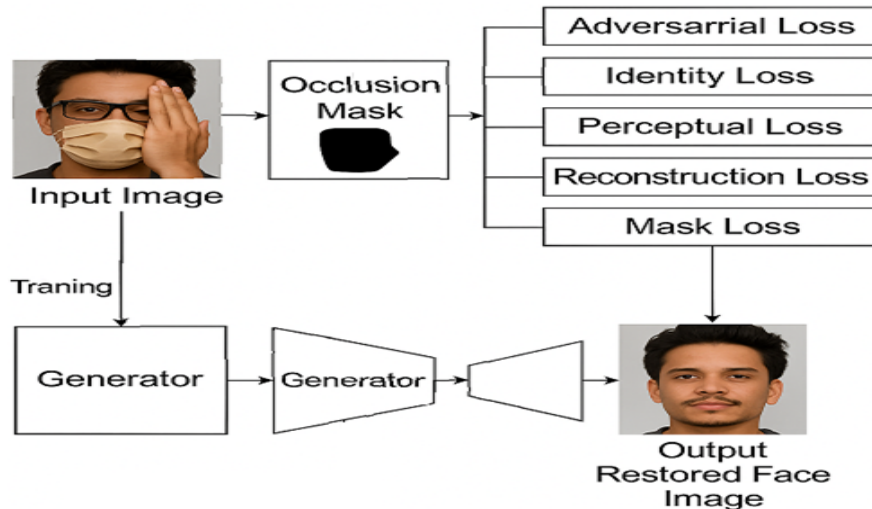 Adversarrial Loss
Identity Loss
Perceptual Loss
Reconstruction Loss
Mask Loss
Occlusion
Mask
Input Image
Traning
Generator
Generator
Output
Restored Face
Image